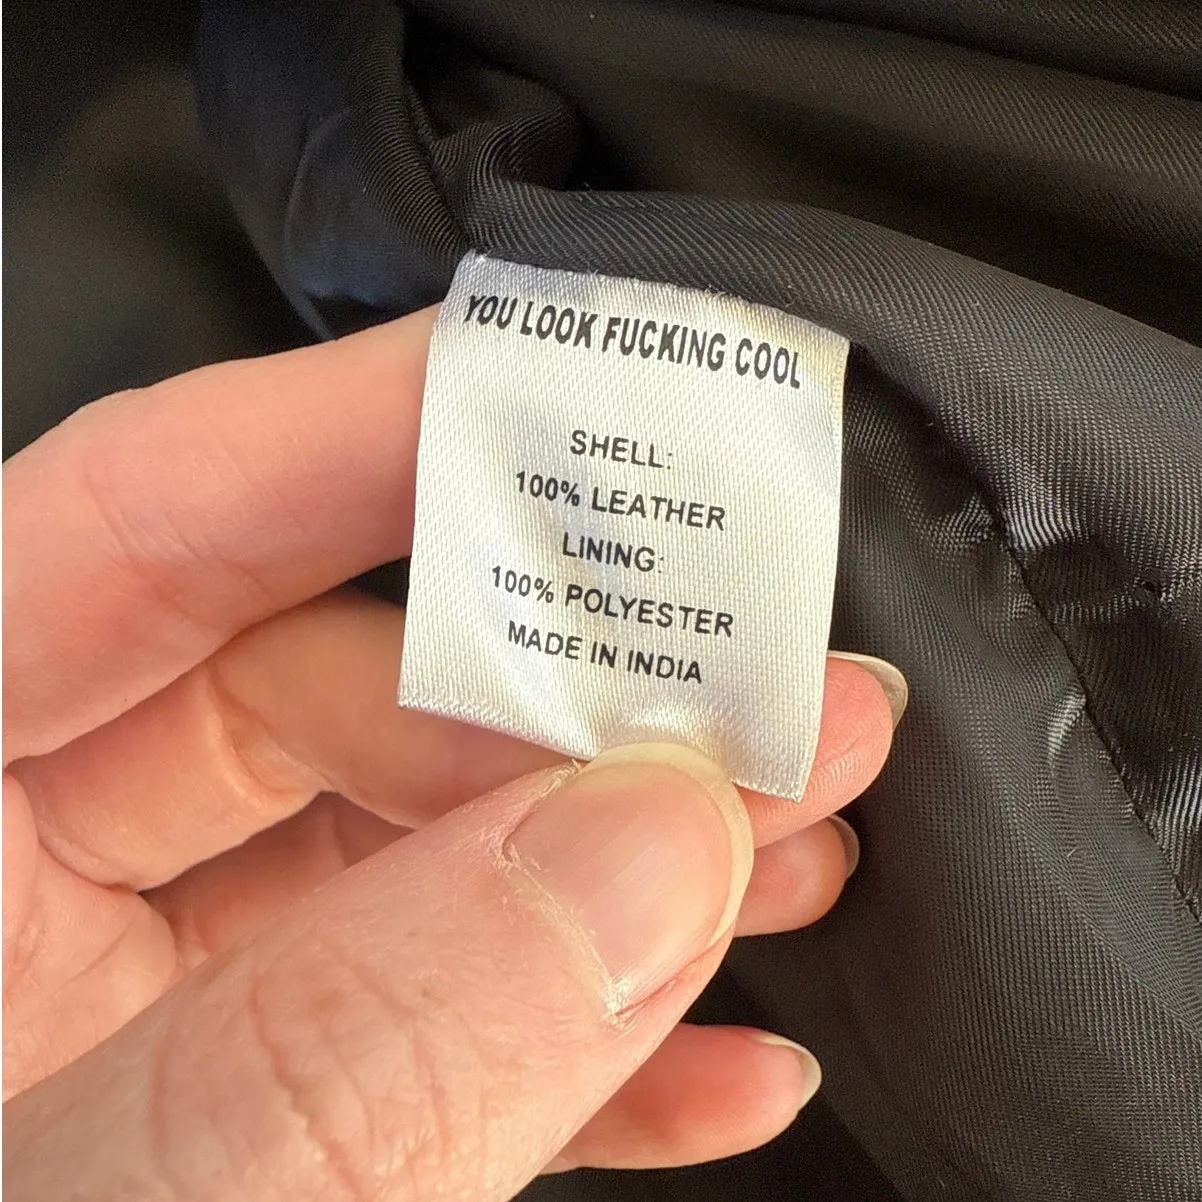 YOU LOOK FUCKING COOL
SHELL:
100% LEATHER
LINING:
100% POLYESTER
MADE IN INDIA